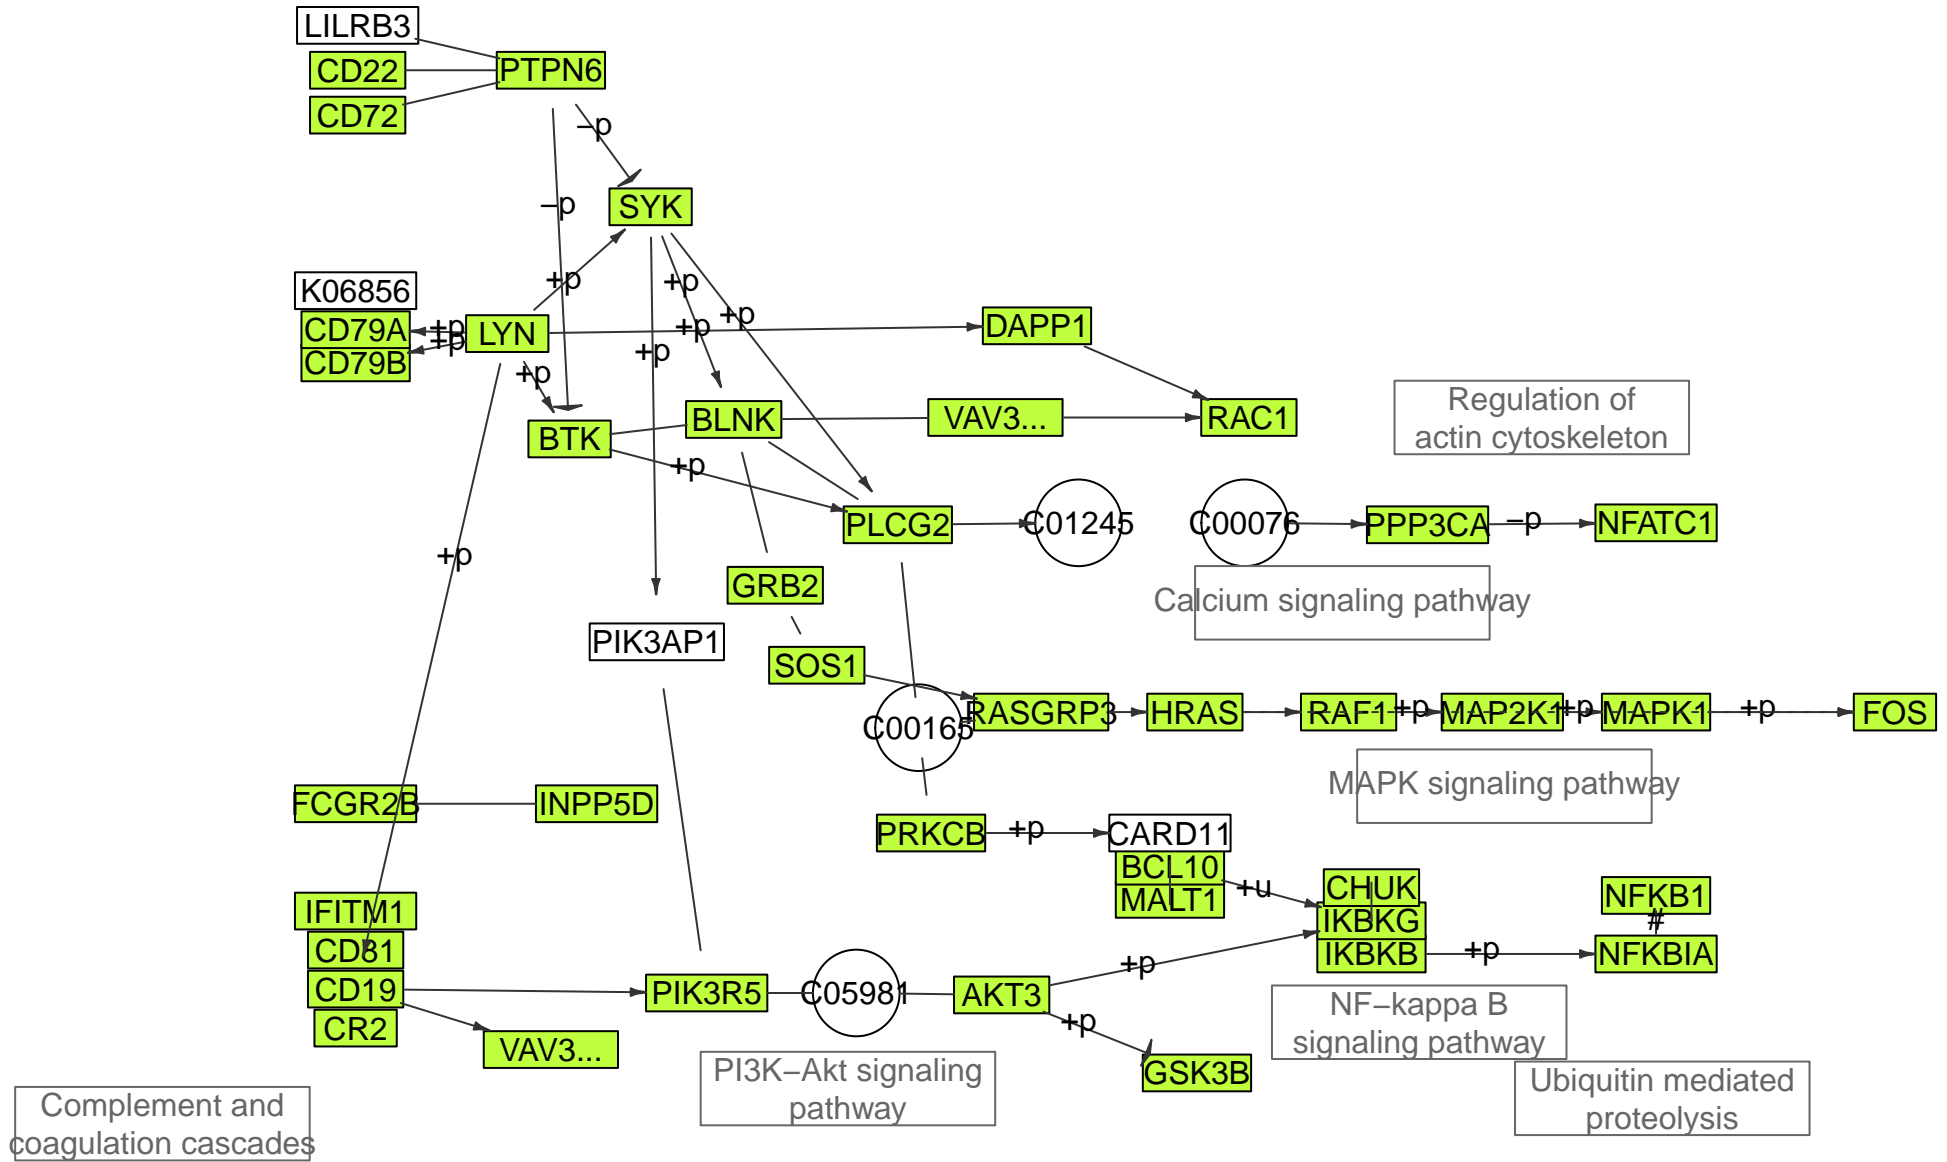 LILRB3
CD22
PTPN6
CD72
–p
–p
SYK
+p
+p
K06856
CD79A
+p
LYN
+p
+p
DAPP1
CD79B
+p
+p
+p
BTK
BLNK
VAV3...
RAC1
Regulation of
actin cytoskeleton
+p
PLCG2
C01245
C00076
PPP3CA
–p
NFATC1
+p
GRB2
Calcium signaling pathway
PIK3AP1
SOS1
C00165
RASGRP3
HRAS
RAF1
+p
MAP2K1
+p
MAPK1
+p
FOS
MAPK signaling pathway
FCGR2B
INPP5D
PRKCB
+p
CARD11
BCL10
MALT1
+u
CHUK
IKBKG
IKBKB
+p
NFKB1
#
NFKBIA
IFITM1
CD81
CD19
CR2
PIK3R5
C05981
AKT3
+p
+p
VAV3...
GSK3B
NF–kappa B
signaling pathway
PI3K–Akt signaling
pathway
Ubiquitin mediated
proteolysis
Complement and
coagulation cascades